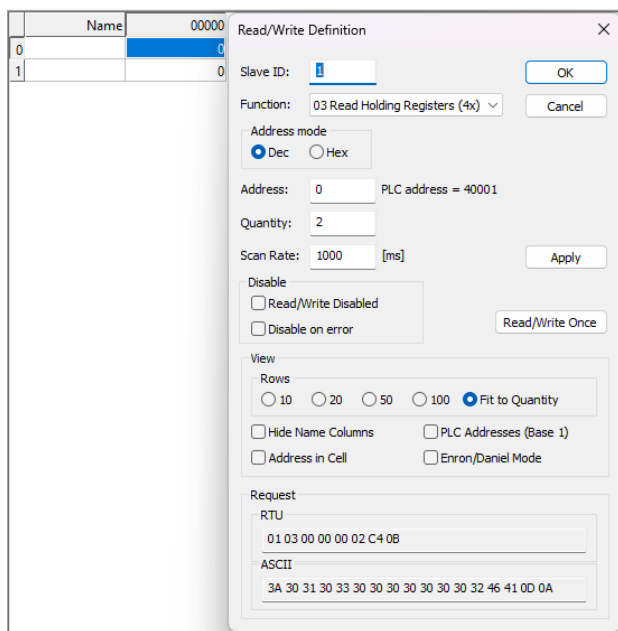 Name 00000
0 0
1 0
Read/Write Definition
Slave ID: 1 OK
Function: 03 Read Holding Registers (4x) Cancel
Address mode
Dec Hex
Address: 0 PLC address = 40001
Quantity: 2
Scan Rate: 1000 [ms] Apply
Disable
Read/Write Disabled
Disable on error
Read/Write Once
View
Rows
10 20 50 100 Fit to Quantity
Hide Name Columns PLC Addresses (Base 1)
Address in Cell Enron/Daniel Mode
Request
RTU
01 03 00 00 00 02 C4 0B
ASCII
3A 30 31 30 33 30 30 30 30 30 30 30 32 46 41 0D 0A